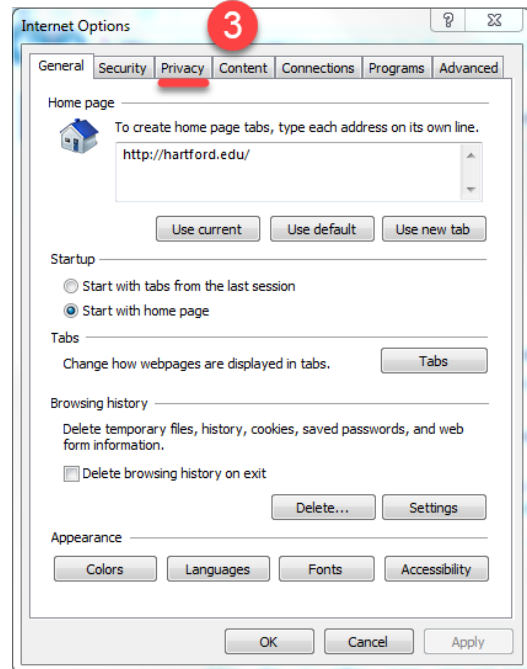 Internet Options
3
General Security Privacy Content Connections Programs Advanced
Home page
To create home page tabs, type each address on its own line.
http://hartford.edu/
Use current Use default Use new tab
Startup
Start with tabs from the last session
Start with home page
Tabs
Change how webpages are displayed in tabs. Tabs
Browsing history
Delete temporary files, history, cookies, saved passwords, and web
form information.
Delete browsing history on exit
Delete... Settings
Appearance
Colors Languages Fonts Accessibility
OK Cancel Apply